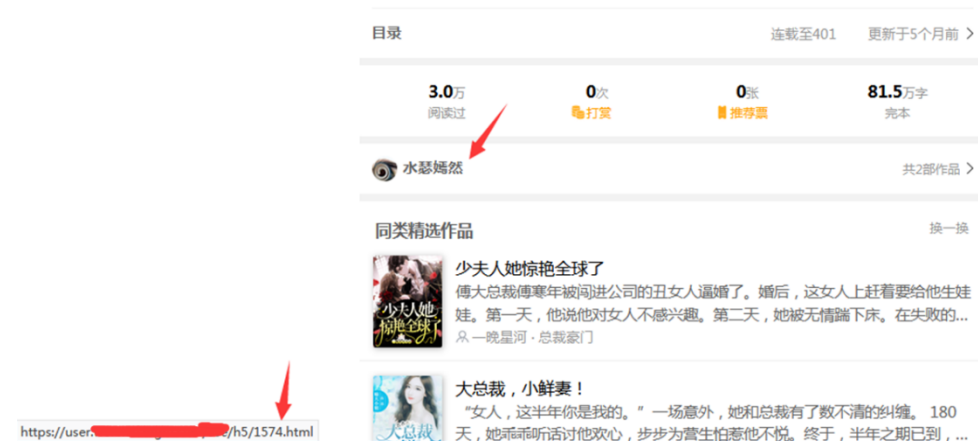 目录 连载至401 更新于5个月前
3.0万 0次 0张 81.5万字
阅读过 打赏 推荐票 完本
水瑟嫣然 共2部作品
同类精选作品 换一换
少夫人她惊艳全球了
傅大总裁傅寒年被闯进公司的丑女人逼婚了。婚后，这女人上赶着要给他生娃
娃。第一天，他说他对女人不感兴趣。第二天，她被无情踹下床。在失败的...
一晚星河·总裁豪门
少夫人她
惊艳全球了
大总裁，小鲜妻！
“女人，这半年你是我的。”一场意外，她和总裁有了数不清的纠缠。 180
天，她乖乖听话讨他欢心，步步为营生怕惹他不悦。终于，半年之期已到，...
大总裁
https://user. /h5/1574.html